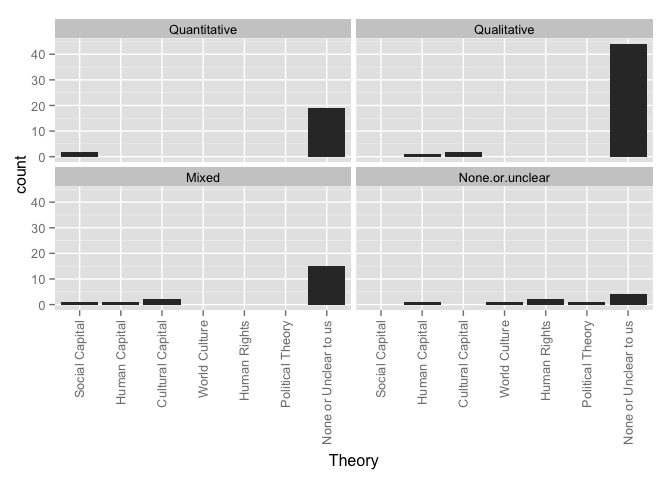 Quantitative
Qualitative
40
30
20
10
0
count
Mixed
None.or.unclear
40
30
20
10
0
Social Capital
Human Capital
Cultural Capital
World Culture
Human Rights
Political Theory
None or Unclear to us
Social Capital
Human Capital
Cultural Capital
World Culture
Human Rights
Political Theory
None or Unclear to us
Theory